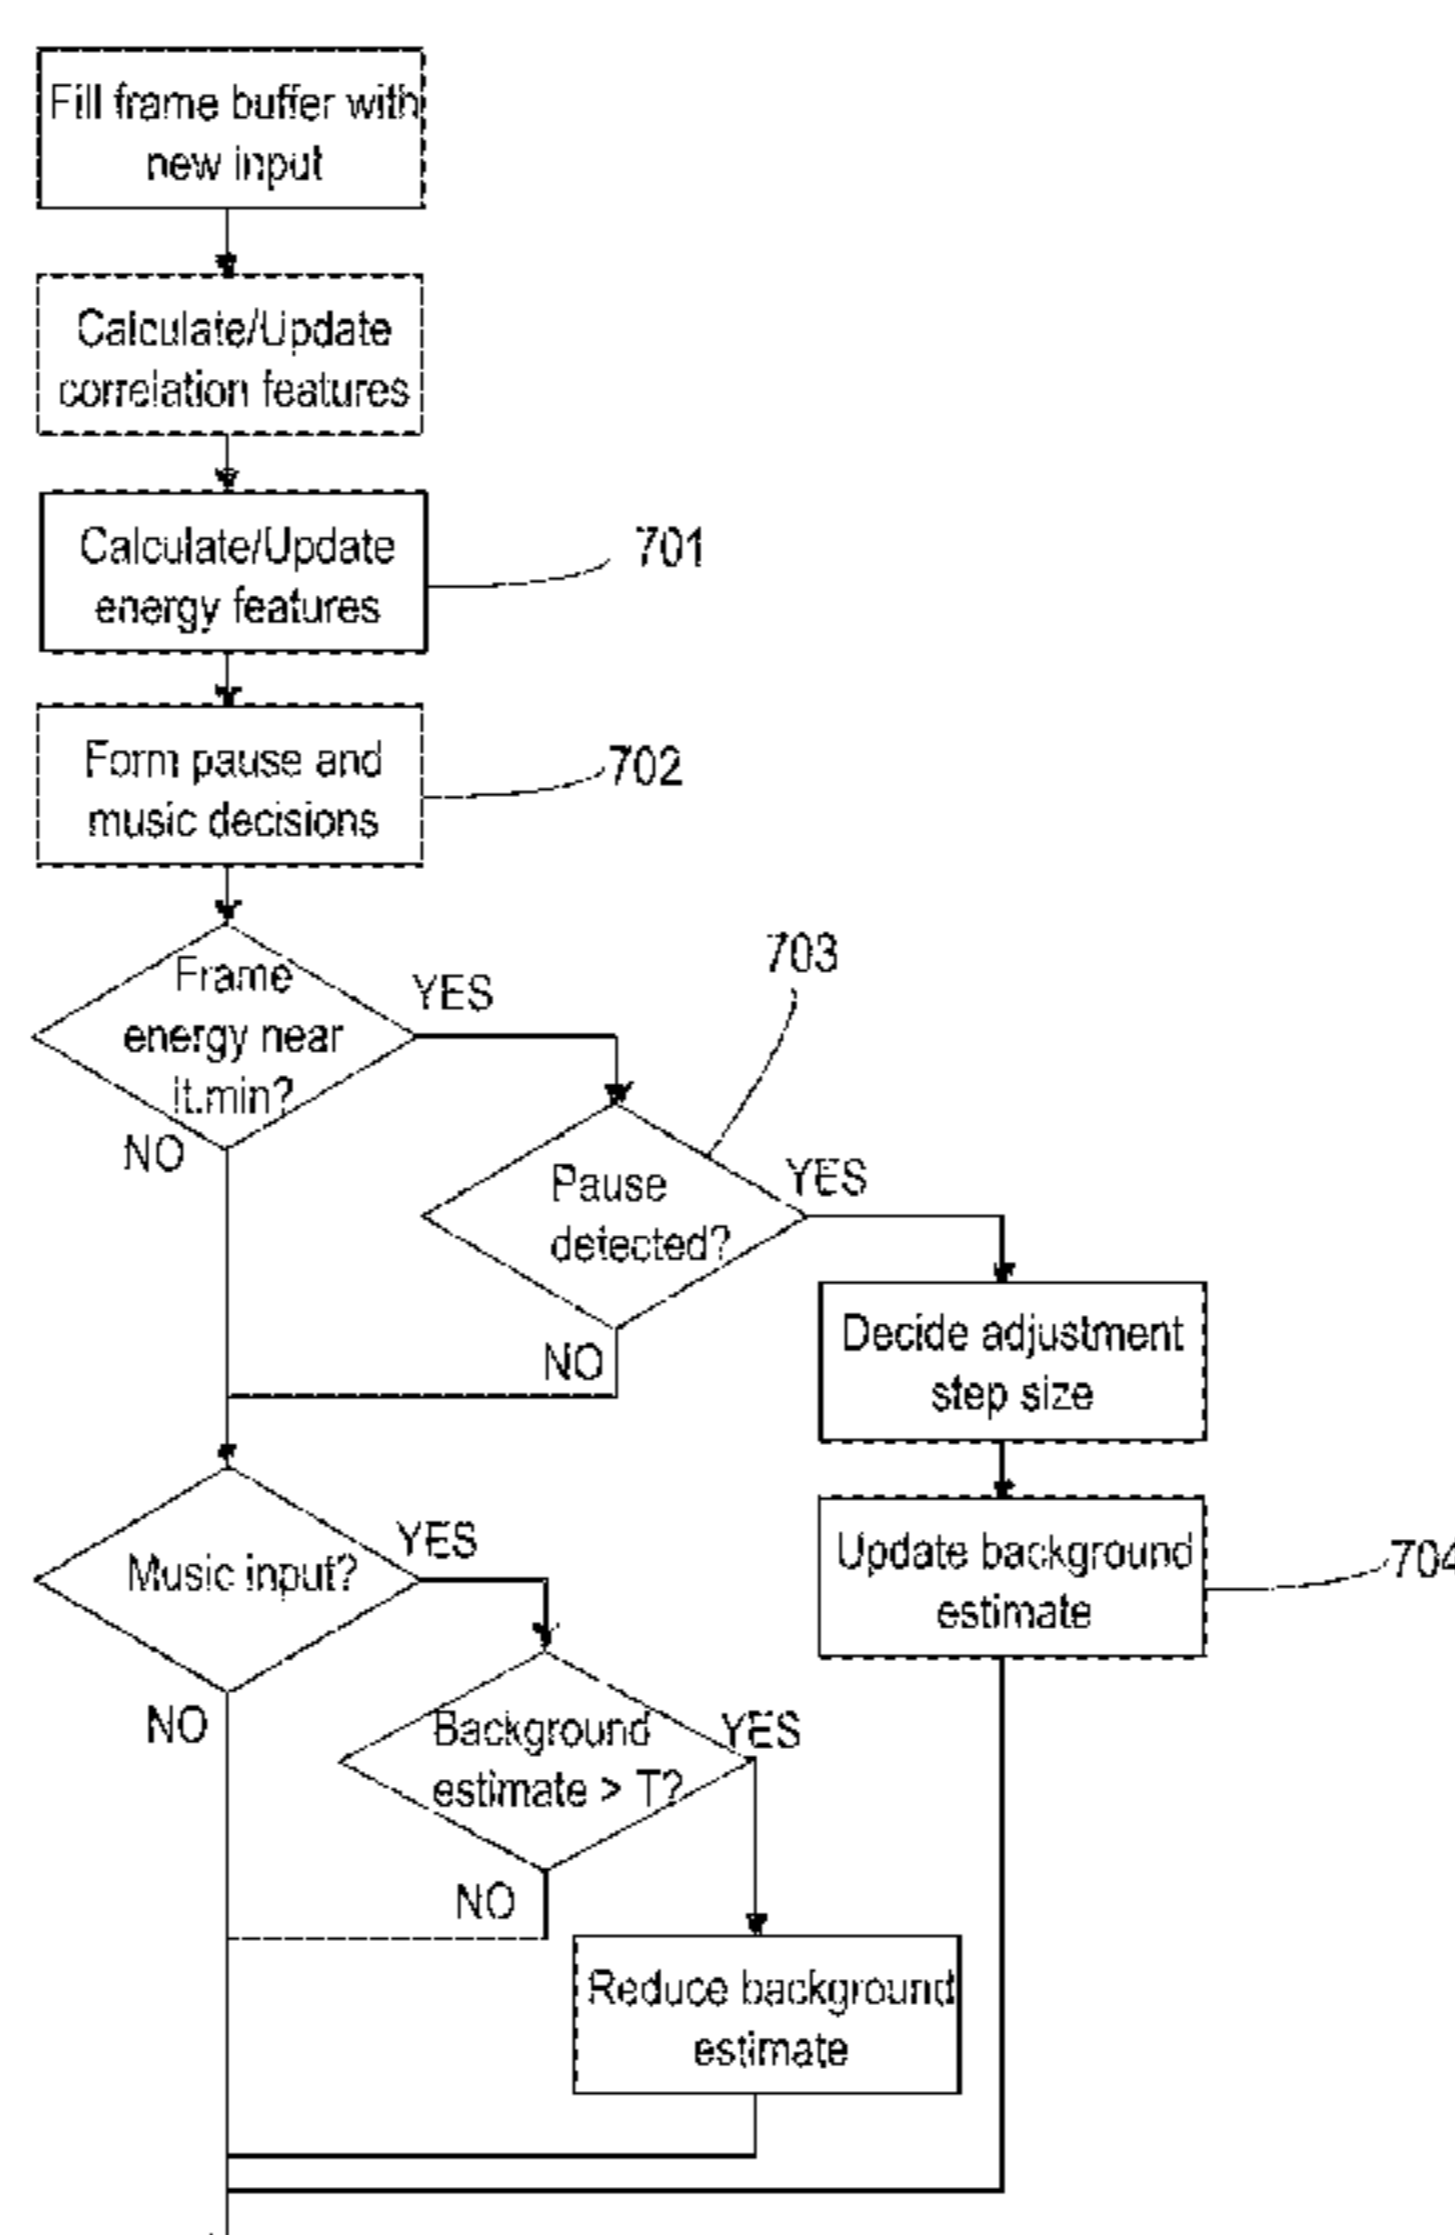 Fill frame buffer with
new input
Calculate/Update
correlation features
Calculate/Update
energy features
701
Form pause and
music decisions
702
Frame
energy near
lt.min?
YES
NO
703
Pause
detected?
YES
NO
Decide adjustment
step size
Update background
estimate
704
Music input?
YES
NO
Background
estimate > T?
YES
NO
Reduce background
estimate